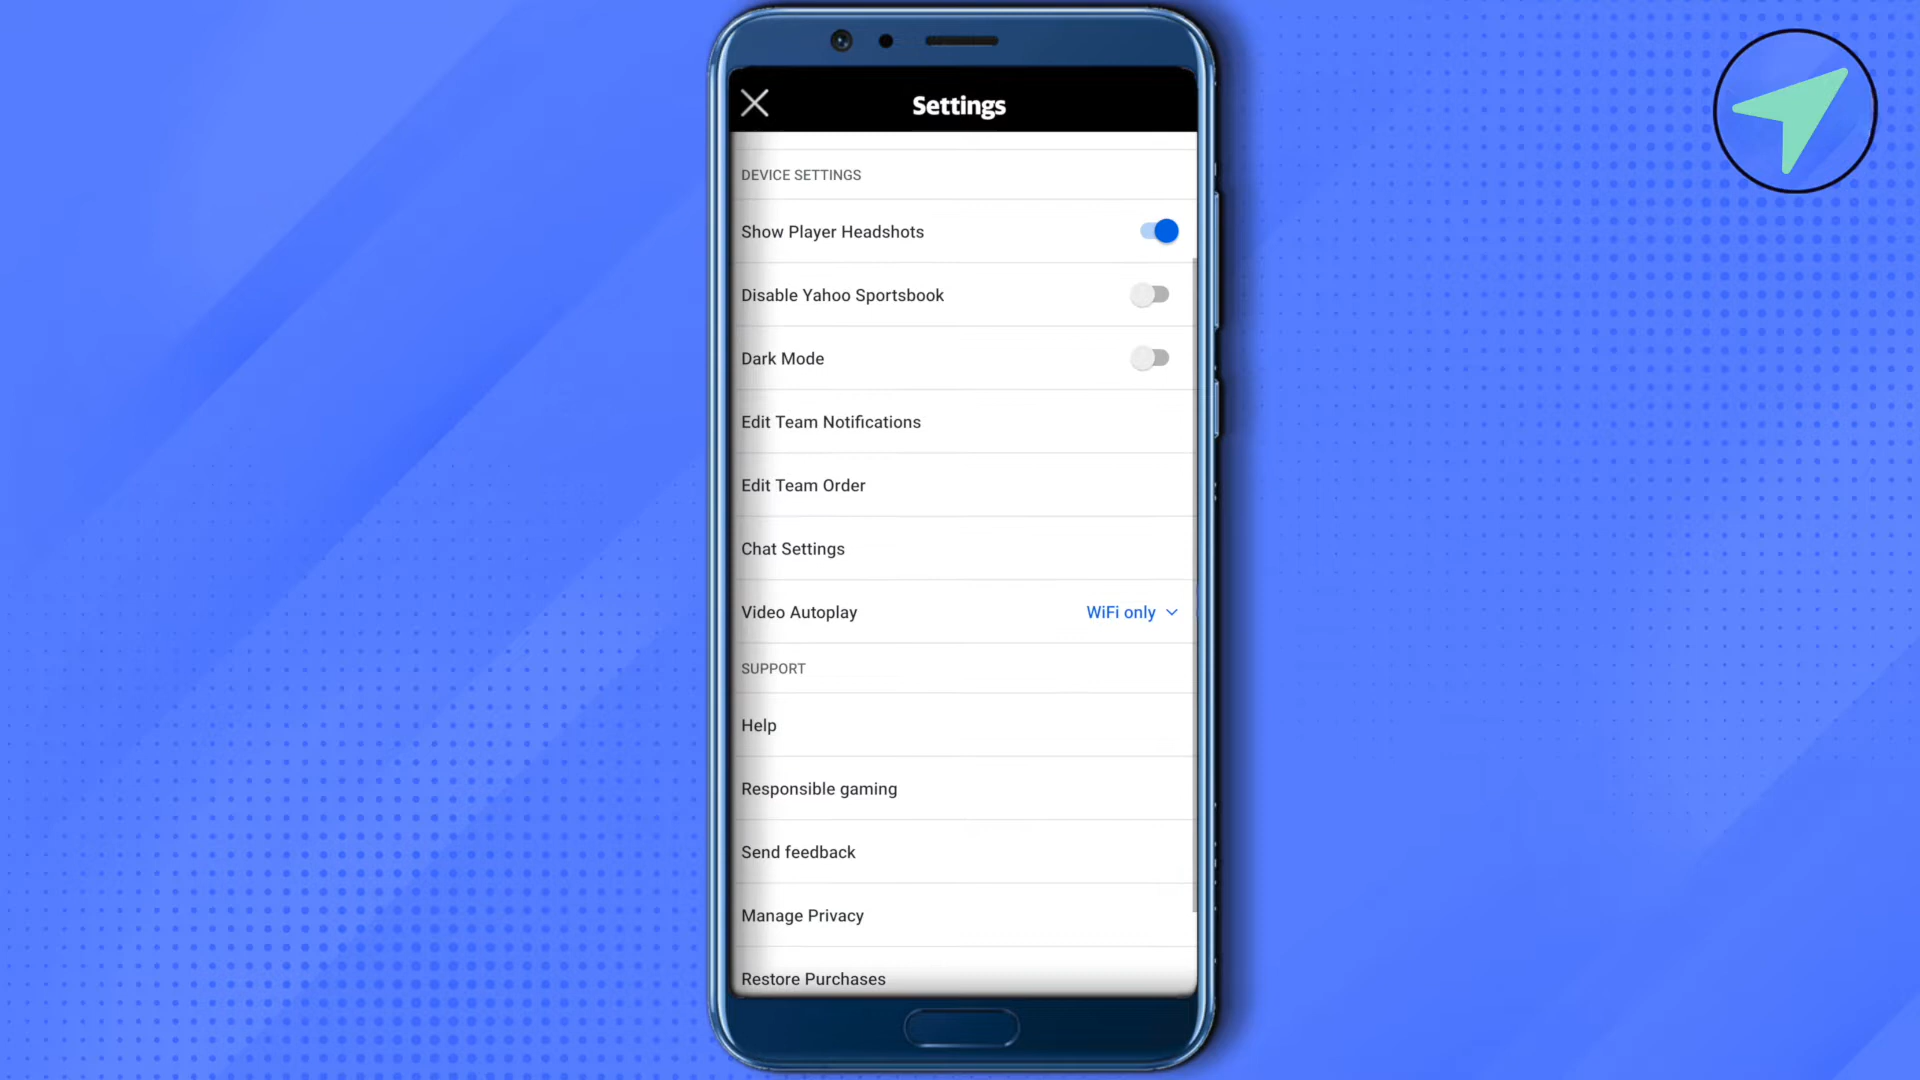 Settings
DEVICE SETTINGS
Show Player Headshots
Disable Yahoo Sportsbook
Dark Mode
Edit Team Notifications
Edit Team Order
Chat Settings
Video Autoplay WiFi only
SUPPORT
Help
Responsible gaming
Send feedback
Manage Privacy
Restore Purchases